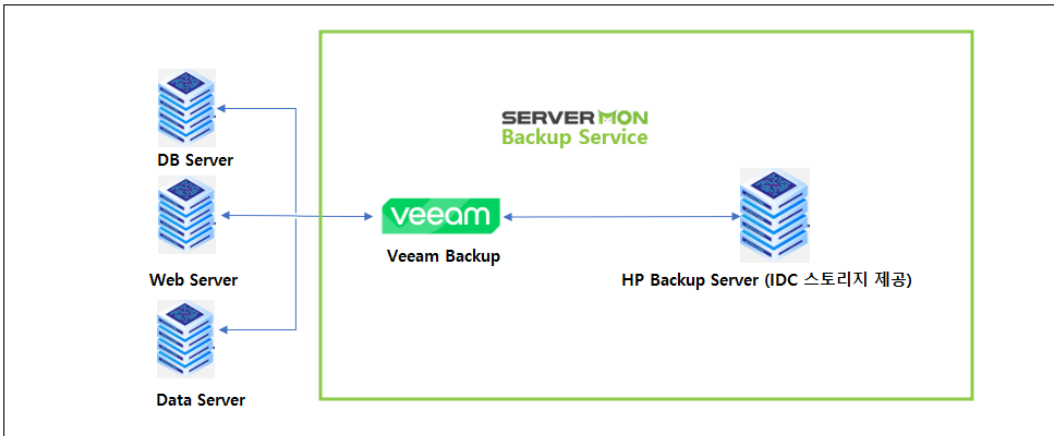 SERVERMON
Backup Service
DB Server
veeam
Veeam Backup
Web Server
HP Backup Server (IDC 스토리지 제공)
Data Server